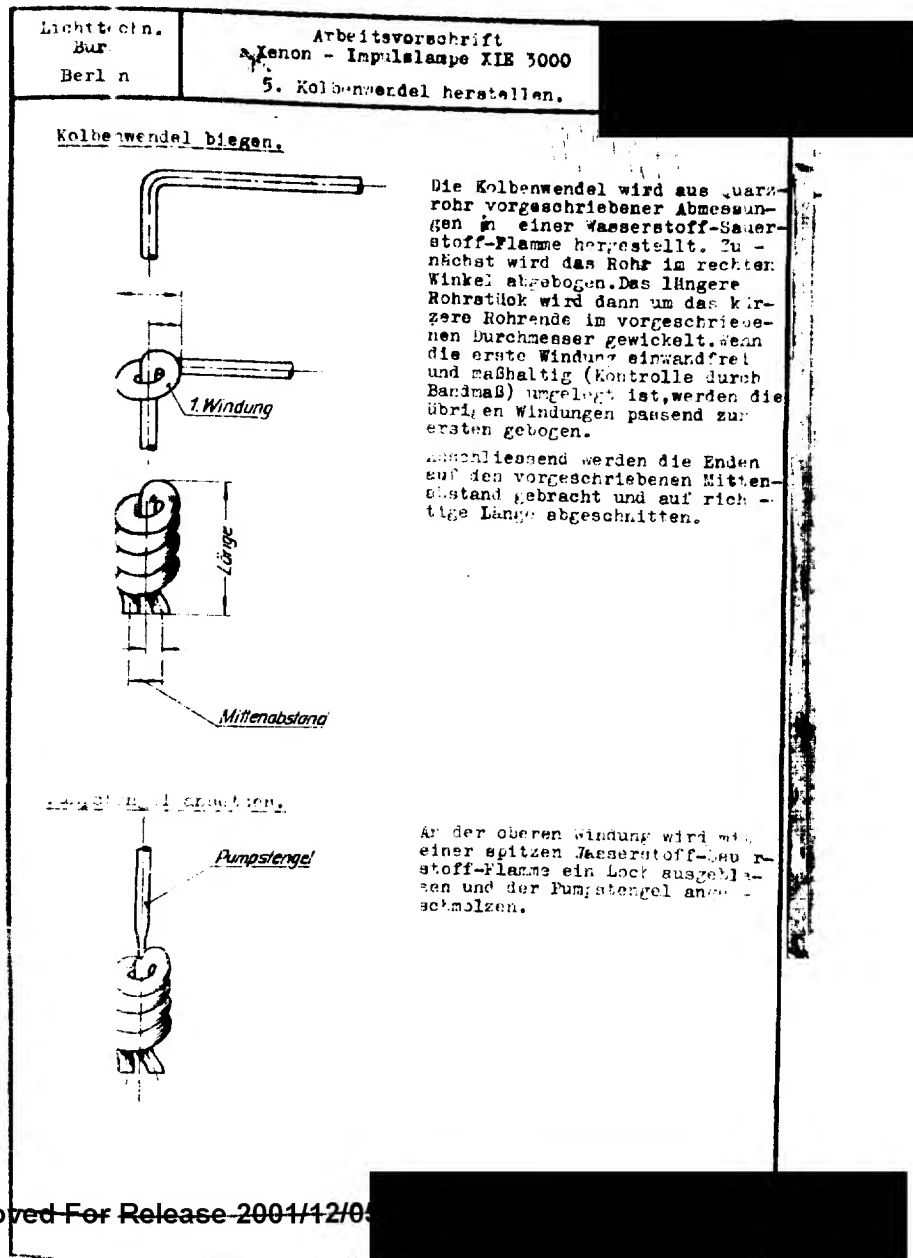 Lichttechn.
Bür
Berl n
Arbeitsvorschrift
Xenon - Impulslampe XIE 3000
5. Kolbenwendel herstellen.
Kolbenwendel biegen.
Die Kolbenwendel wird aus Quarz-
rohr vorgeschriebener Abmessun-
gen in einer Wasserstoff-Sauer-
stoff-Flamme hergestellt. Zu -
nächst wird das Rohr im rechten
Winkel abgebogen.Das längere
Rohrstück wird dann um das kür-
zere Rohrende im vorgeschriebe-
nen Durchmesser gewickelt.Wenn
die erste Windung einwandfrei
und maßhaltig (Kontrolle durch
Bandmaß) umgelegt ist,werden die
übrigen Windungen passend zur
ersten gebogen.
1.Windung
Anschliessend werden die Enden
auf den vorgeschriebenen Mitten-
abstand gebracht und auf rich -
tige Länge abgeschnitten.
Länge
Mittenabstand
Pumpstengel
An der oberen Windung wird mit
einer spitzen Wasserstoff-Sauer-
stoff-Flamme ein Loch ausgebla-
sen und der Pumpstengel ange -
schmolzen.
oved For Release 2001/12/05